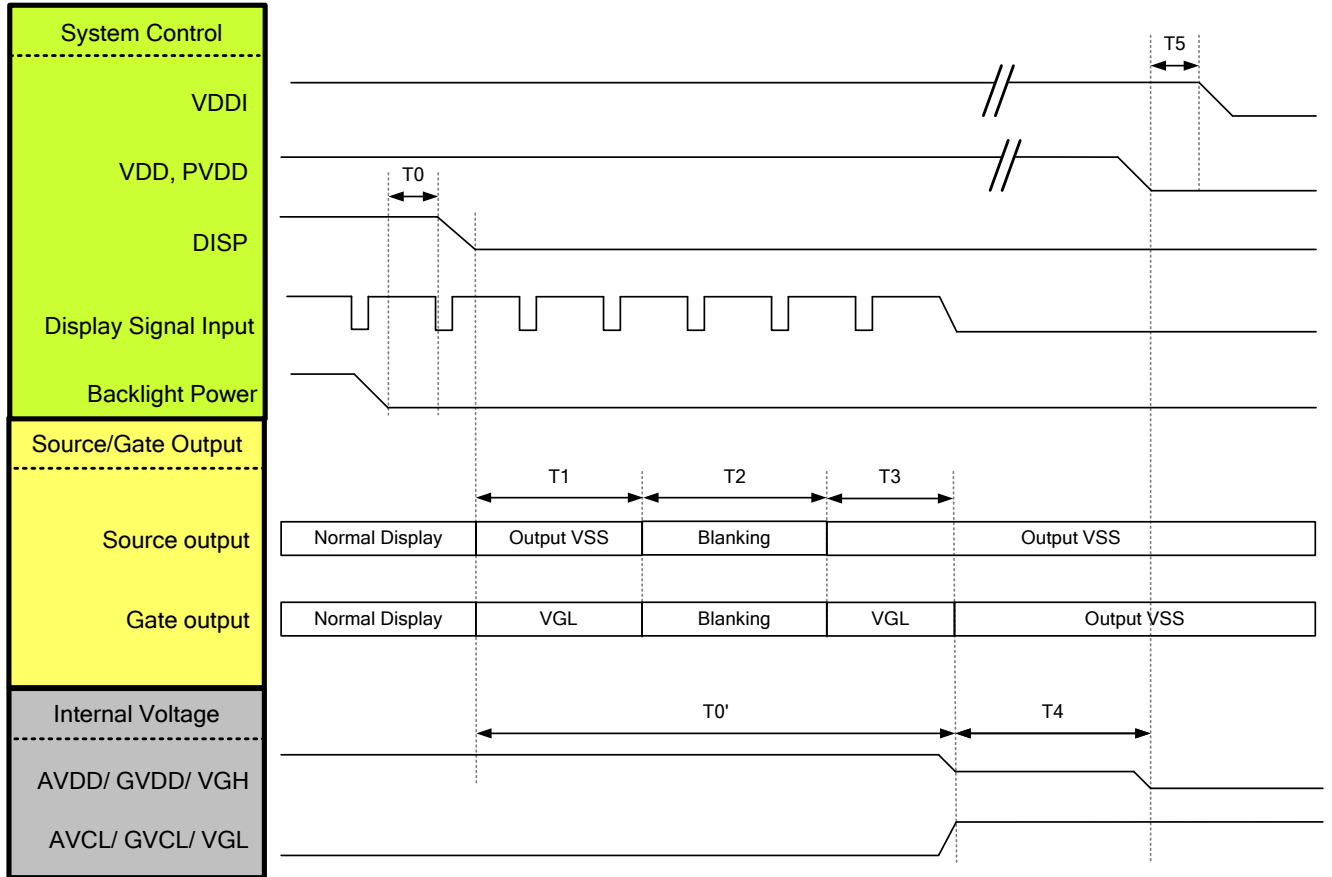 System Control
T5
VDDI
VDD, PVDD
T0
DISP
Display Signal Input
Backlight Power
Source/Gate Output
T1 T2 T3
Source output Normal Display Output VSS Blanking Output VSS
Gate output Normal Display VGL Blanking VGL Output VSS
Internal Voltage
T0' T4
AVDD/ GVDD/ VGH
AVCL/ GVCL/ VGL